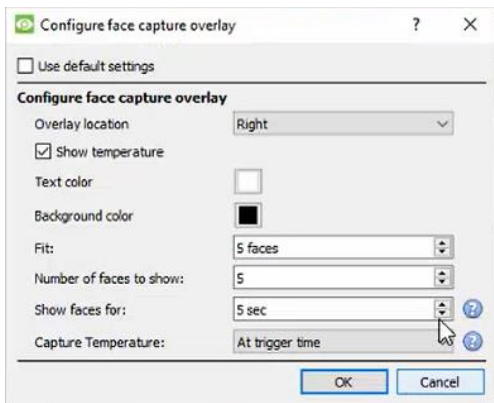 Configure face capture overlay ? ×
Use default settings
Configure face capture overlay
Overlay location Right
Show temperature
Text color
Background color
Fit: 5 faces
Number of faces to show: 5
Show faces for: 5 sec ?
Capture Temperature: At trigger time ?
OK Cancel